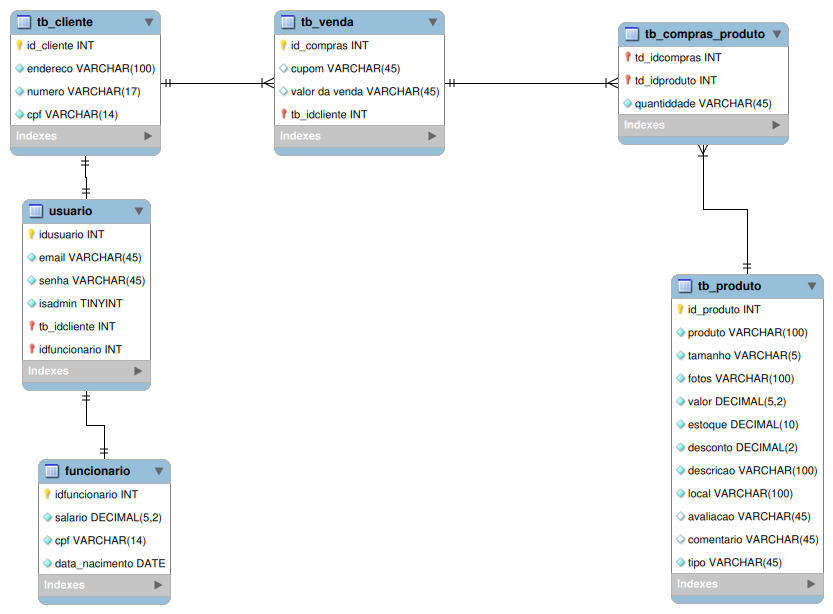 tb_cliente
id_cliente INT
endereco VARCHAR(100)
numero VARCHAR(17)
cpf VARCHAR(14)
Indexes
tb_venda
id_compras INT
cupom VARCHAR(45)
valor da venda VARCHAR(45)
tb_idcliente INT
Indexes
tb_compras_produto
td_idcompras INT
td_idproduto INT
quantiddade VARCHAR(45)
Indexes
usuario
idusuario INT
email VARCHAR(45)
senha VARCHAR(45)
isadmin TINYINT
tb_idcliente INT
idfuncionario INT
Indexes
tb_produto
id_produto INT
produto VARCHAR(100)
tamanho VARCHAR(5)
fotos VARCHAR(100)
valor DECIMAL(5,2)
estoque DECIMAL(10)
desconto DECIMAL(2)
descricao VARCHAR(100)
local VARCHAR(100)
avaliacao VARCHAR(45)
comentario VARCHAR(45)
tipo VARCHAR(45)
Indexes
funcionario
idfuncionario INT
salario DECIMAL(5,2)
cpf VARCHAR(14)
data_nacimento DATE
Indexes